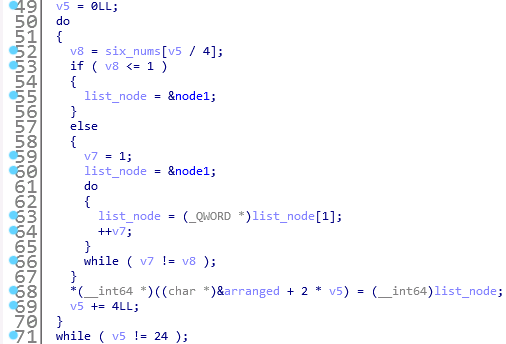 49 v5 = 0LL;
50 do
51 {
52 v8 = six_nums[v5 / 4];
53 if ( v8 <= 1 )
54 {
55 list_node = &node1;
56 }
57 else
58 {
59 v7 = 1;
60 list_node = &node1;
61 do
62 {
63 list_node = (_QWORD *)list_node[1];
64 ++v7;
65 }
66 while ( v7 != v8 );
67 }
68 *(__int64 *)((char *)&arranged + 2 * v5) = (__int64)list_node;
69 v5 += 4LL;
70 }
71 while ( v5 != 24 );